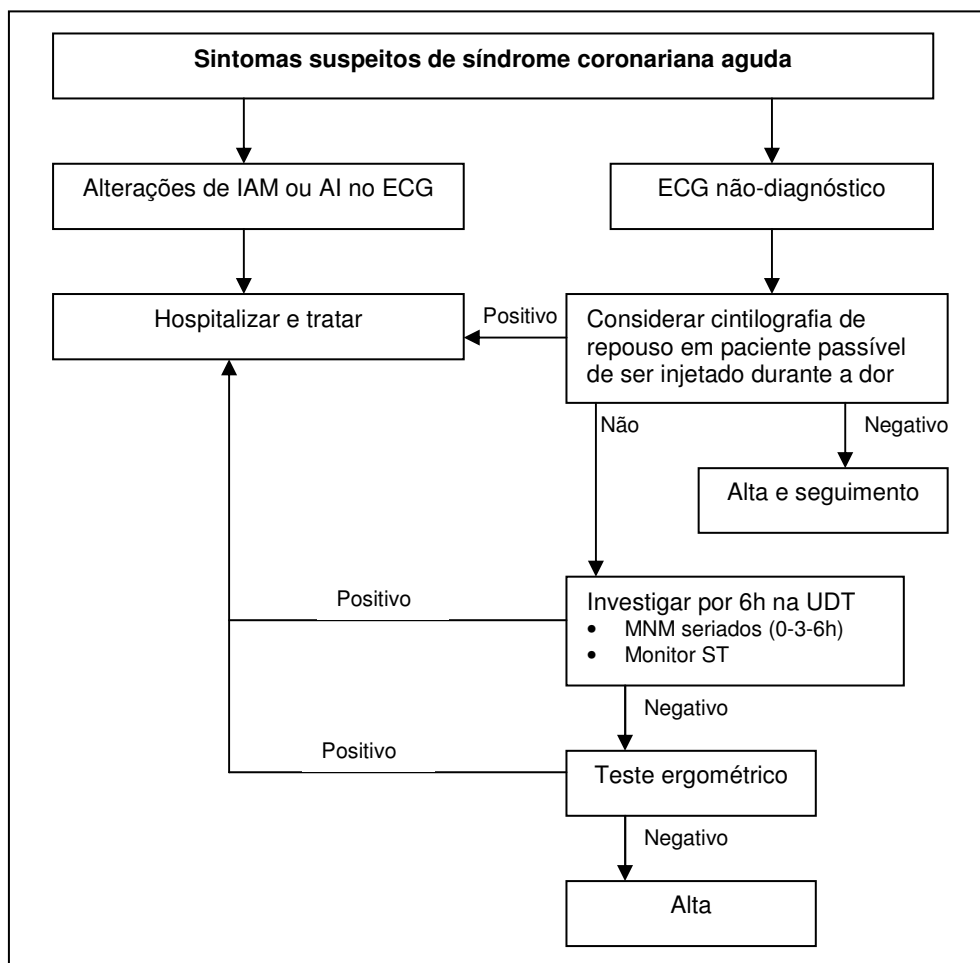 Sintomas suspeitos de síndrome coronariana aguda
Alterações de IAM ou AI no ECG
ECG não-diagnóstico
Hospitalizar e tratar
Positivo
Considerar cintilografia de
repouso em paciente passível
de ser injetado durante a dor
Não
Negativo
Alta e seguimento
Positivo
Investigar por 6h na UDT
• MNM seriados (0-3-6h)
• Monitor ST
Negativo
Positivo
Teste ergométrico
Negativo
Alta